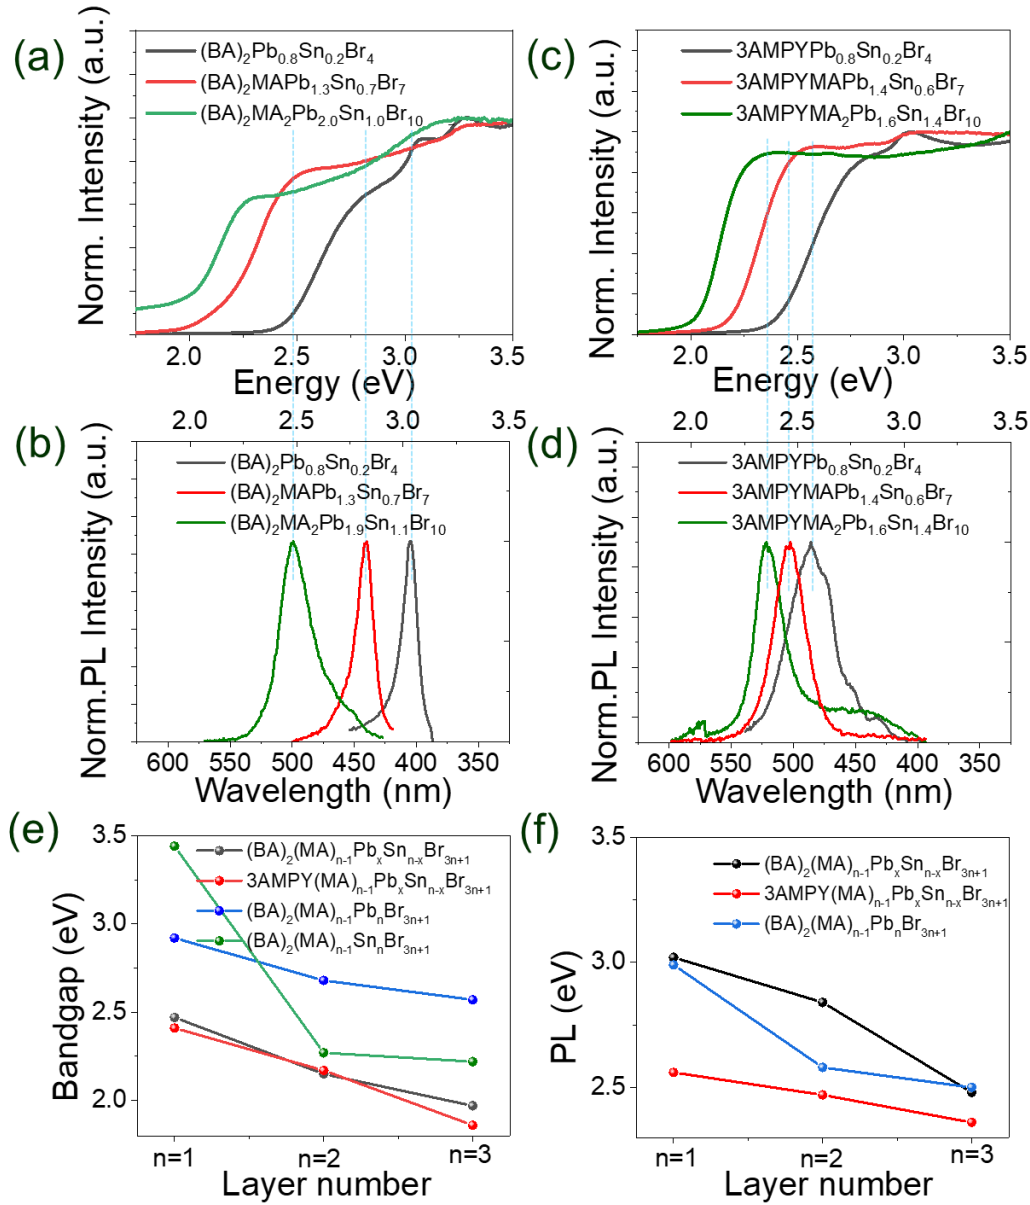 (a)
Norm. Intensity (a.u.)
(BA)₂Pb₀.₈Sn₀.₂Br₄
(BA)₂MAPb₁.₃Sn₀.₇Br₇
(BA)₂MA₂Pb₂.₀Sn₁.₀Br₁₀
2.0 2.5 3.0 3.5
Energy (eV)
(c)
Norm. Intensity (a.u.)
3AMPYPb₀.₈Sn₀.₂Br₄
3AMPYMAPb₁.₄Sn₀.₆Br₇
3AMPYMA₂Pb₁.₆Sn₁.₄Br₁₀
2.0 2.5 3.0 3.5
Energy (eV)
(b)
2.0 2.5 3.0 3.5
Norm.PL Intensity (a.u.)
(BA)₂Pb₀.₈Sn₀.₂Br₄
(BA)₂MAPb₁.₃Sn₀.₇Br₇
(BA)₂MA₂Pb₁.₉Sn₁.₁Br₁₀
600 550 500 450 400 350
Wavelength (nm)
(d)
2.0 2.5 3.0 3.5
Norm.PL Intensity (a.u.)
3AMPYPb₀.₈Sn₀.₂Br₄
3AMPYMAPb₁.₄Sn₀.₆Br₇
3AMPYMA₂Pb₁.₆Sn₁.₄Br₁₀
600 550 500 450 400 350
Wavelength (nm)
(e)
Bandgap (eV)
3.5
3.0
2.5
2.0
(BA)₂(MA)ₙ₋₁PbₓSnₙ₋ₓBr₃ₙ₊₁
3AMPY(MA)ₙ₋₁PbₓSnₙ₋ₓBr₃ₙ₊₁
(BA)₂(MA)ₙ₋₁PbₙBr₃ₙ₊₁
(BA)₂(MA)ₙ₋₁SnₙBr₃ₙ₊₁
n=1 n=2 n=3
Layer number
(f)
PL (eV)
3.5
3.0
2.5
(BA)₂(MA)ₙ₋₁PbₓSnₙ₋ₓBr₃ₙ₊₁
3AMPY(MA)ₙ₋₁PbₓSnₙ₋ₓBr₃ₙ₊₁
(BA)₂(MA)ₙ₋₁PbₙBr₃ₙ₊₁
n=1 n=2 n=3
Layer number